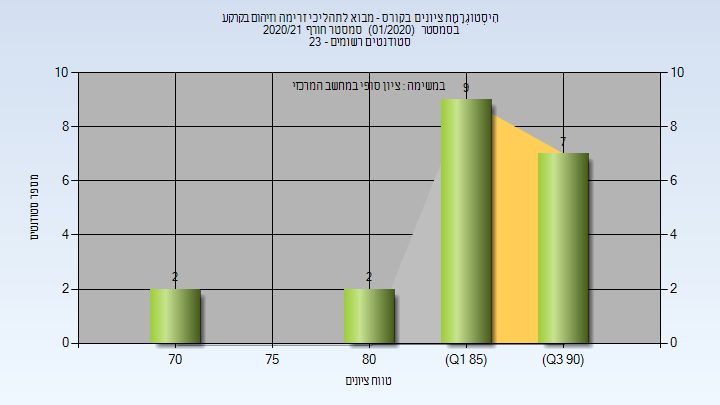 היסטוגרמת ציונים בקורס - מבוא לתהליכי זרימה וזיהום בקרקע
בסמסטר (01/2020) סמסטר חורף 2020/21
סטודנטים רשומים - 23
במשימה : ציון סופי במחשב המרכזי
מספר סטודנטים
10 10
8 8
6 6
4 4
2 2
0 0
2 2 9 7
70 75 80 (Q1 85) (Q3 90)
טווח ציונים